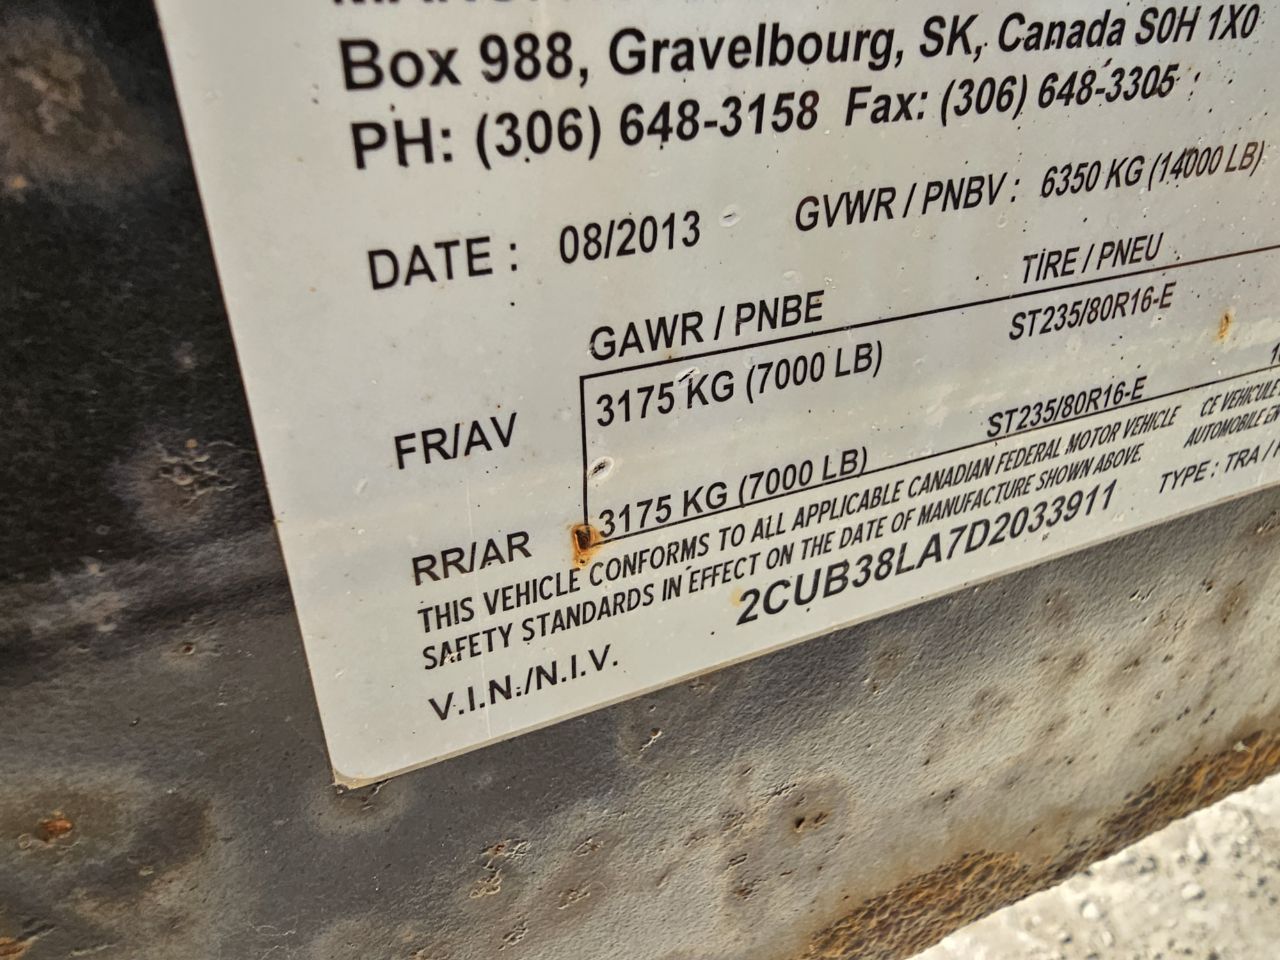 Box 988, Gravelbourg, SK, Canada S0H 1X0
PH: (306) 648-3158 Fax: (306) 648-3305
DATE : 08/2013 GVWR / PNBV : 6350 KG (14000 LB)
GAWR / PNBE TIRE / PNEU
FR/AV 3175 KG (7000 LB) ST235/80R16-E
RR/AR 3175 KG (7000 LB) ST235/80R16-E
THIS VEHICLE CONFORMS TO ALL APPLICABLE CANADIAN FEDERAL MOTOR VEHICLE CE VEHICULE
SAFETY STANDARDS IN EFFECT ON THE DATE OF MANUFACTURE SHOWN ABOVE AUTOMOBILE
V.I.N./N.I.V. 2CUB38LA7D2033911 TYPE : TRA /